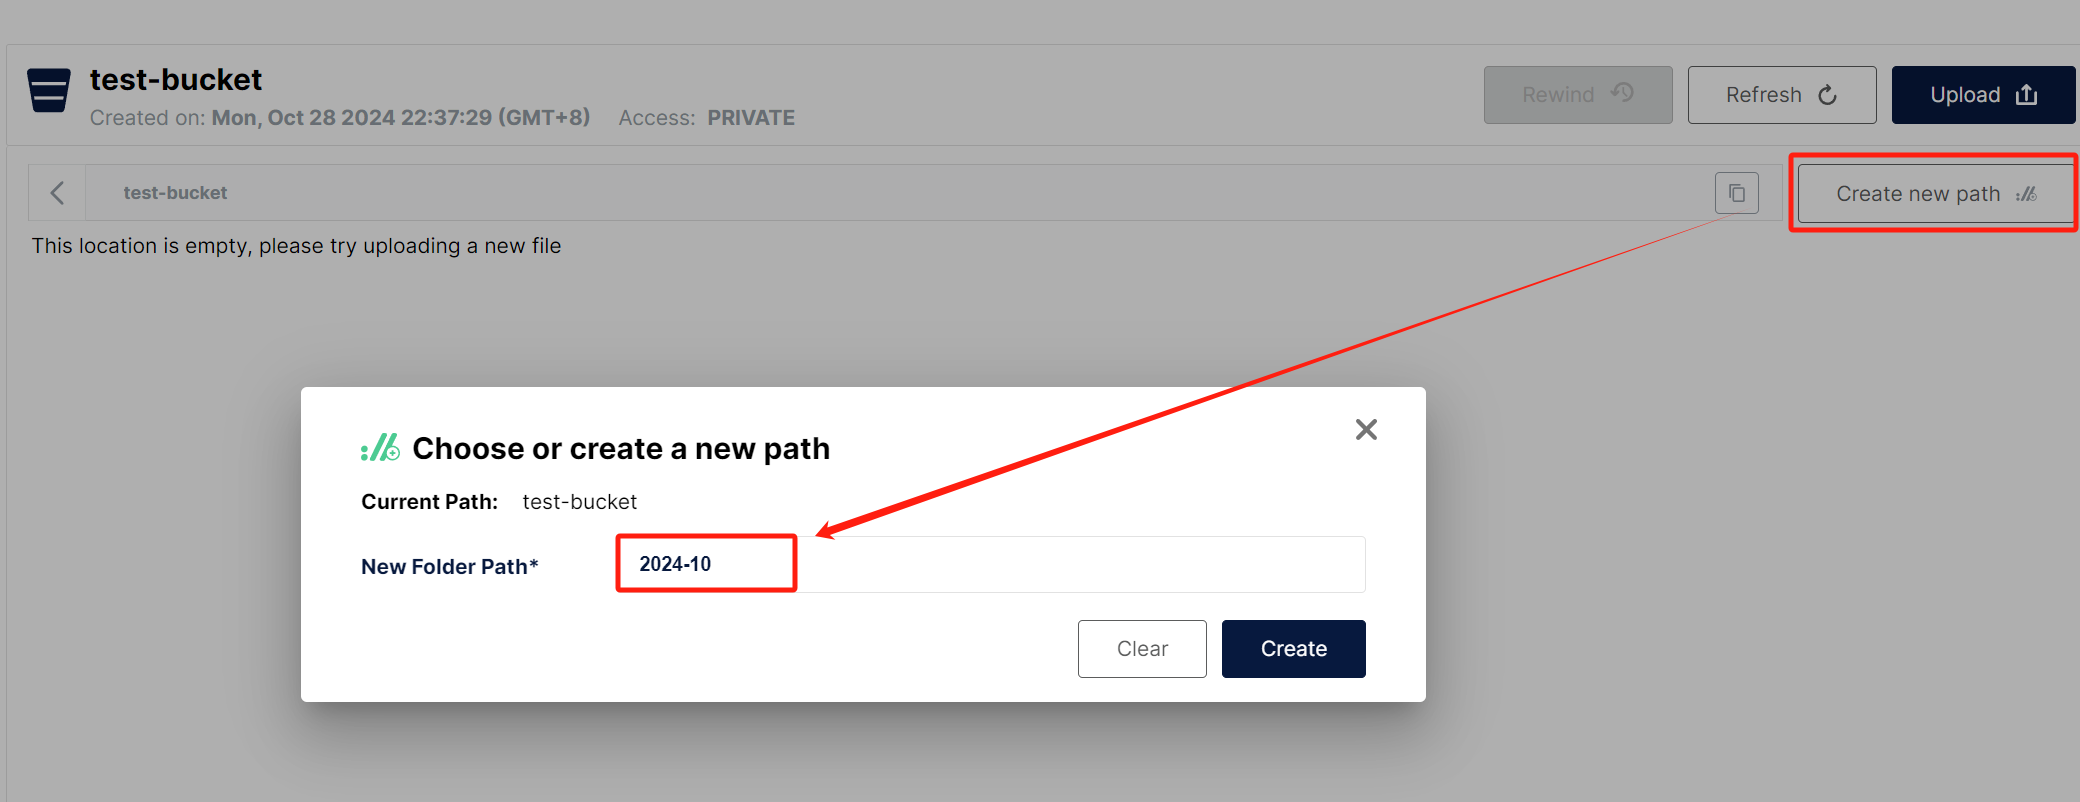 test-bucket
Created on: Mon, Oct 28 2024 22:37:29 (GMT+8) Access: PRIVATE
Rewind
Refresh
Upload
test-bucket
Create new path
This location is empty, please try uploading a new file
Choose or create a new path
Current Path: test-bucket
New Folder Path* 2024-10
Clear
Create